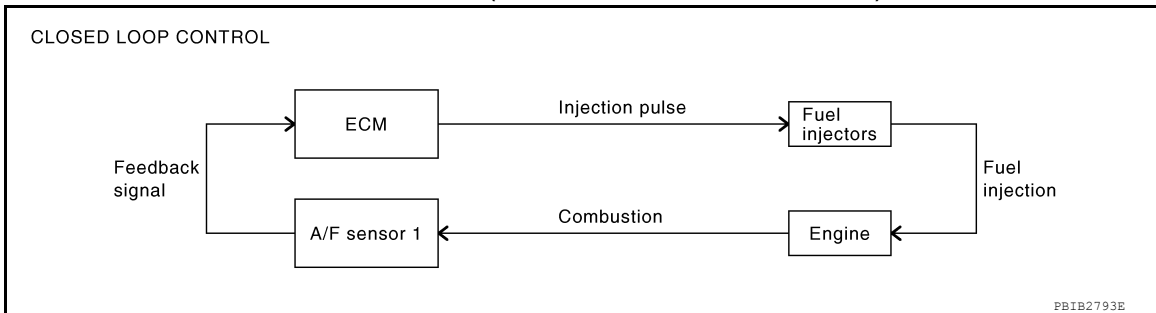 CLOSED LOOP CONTROL
ECM
Injection pulse
Fuel
injectors
Feedback
signal
Fuel
injection
A/F sensor 1
Combustion
Engine
PBIB2793E